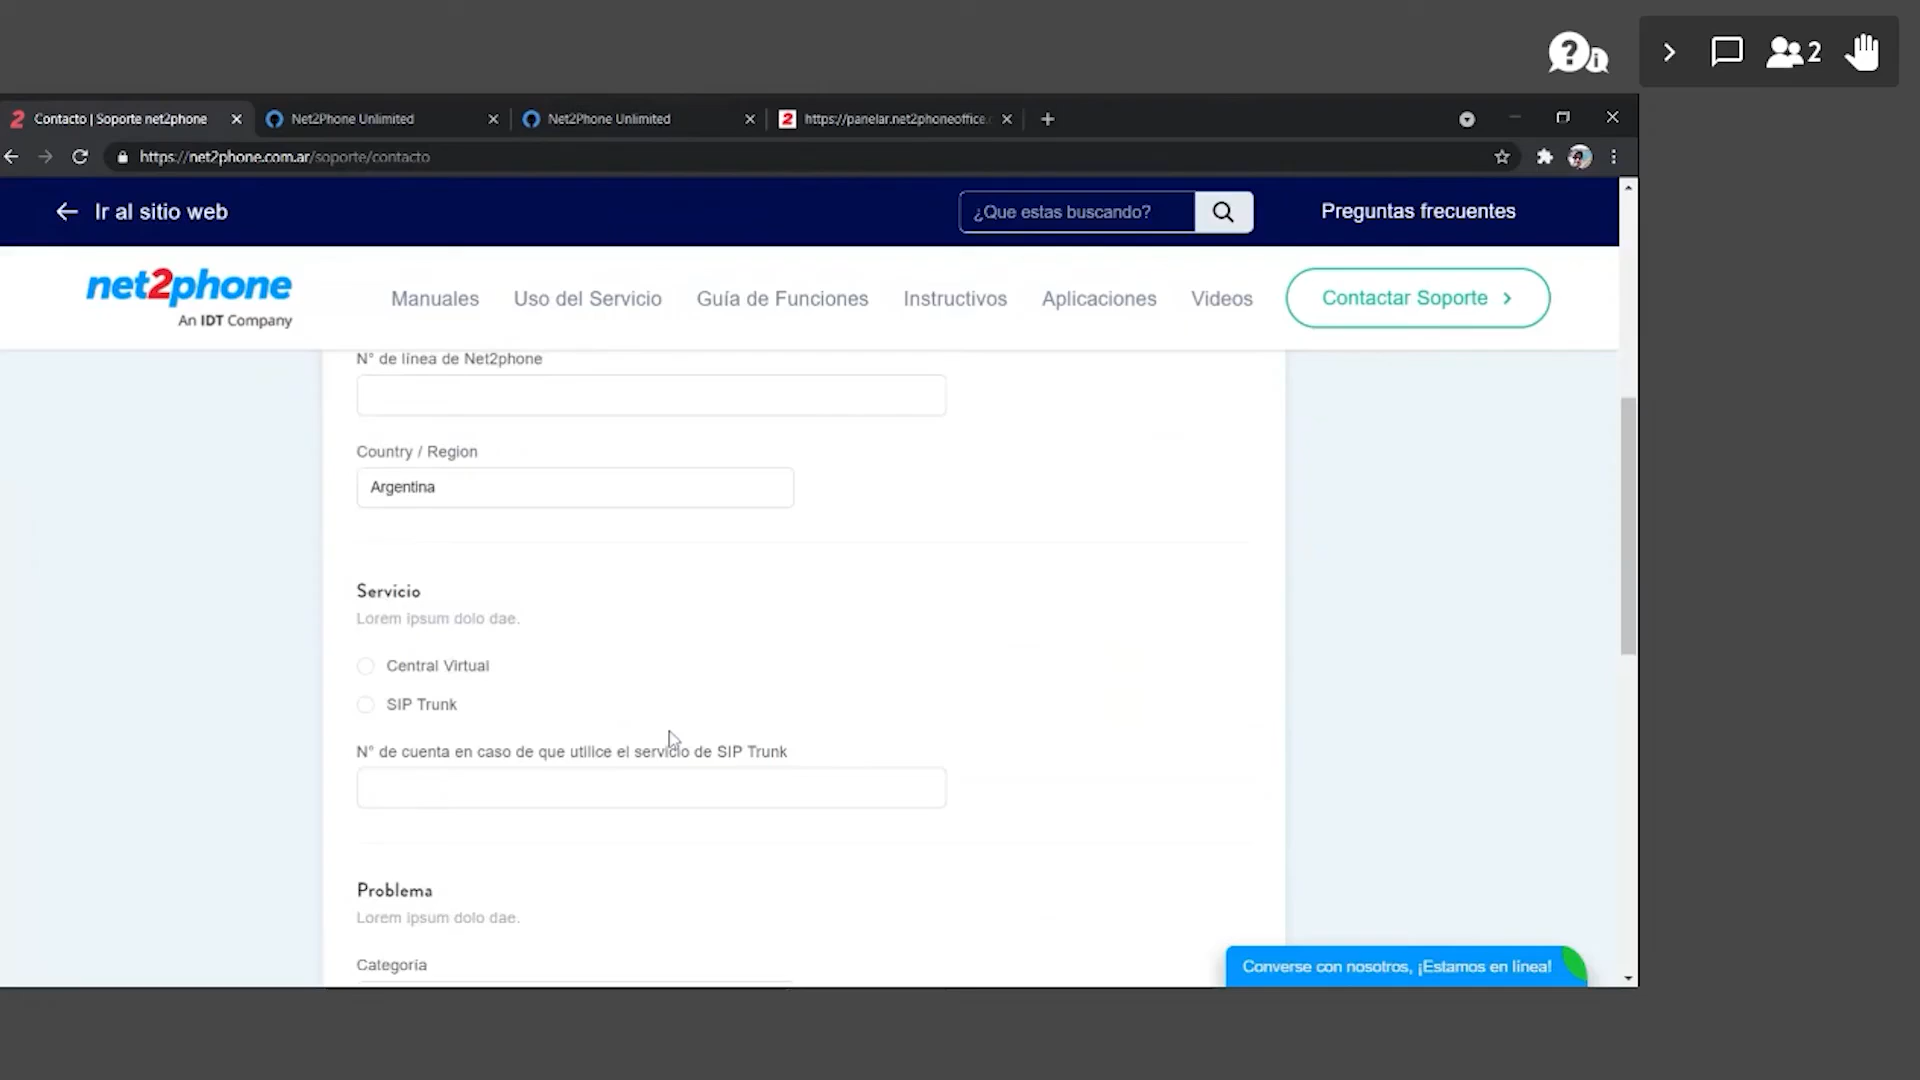 2
Contacto | Soporte net2phone
Net2Phone Unlimited
Net2Phone Unlimited
https://panelar.net2phoneoffice.
https://net2phone.com.ar/soporte/contacto
Ir al sitio web
¿Que estas buscando?
Preguntas frecuentes
net2phone
An IDT Company
Manuales
Uso del Servicio
Guía de Funciones
Instructivos
Aplicaciones
Videos
Contactar Soporte
N° de línea de Net2phone
Country / Region
Argentina
Servicio
Lorem ipsum dolo dae.
Central Virtual
SIP Trunk
N° de cuenta en caso de que utilice el servicio de SIP Trunk
Problema
Lorem ipsum dolo dae.
Categoría
Converse con nosotros, ¡Estamos en línea!